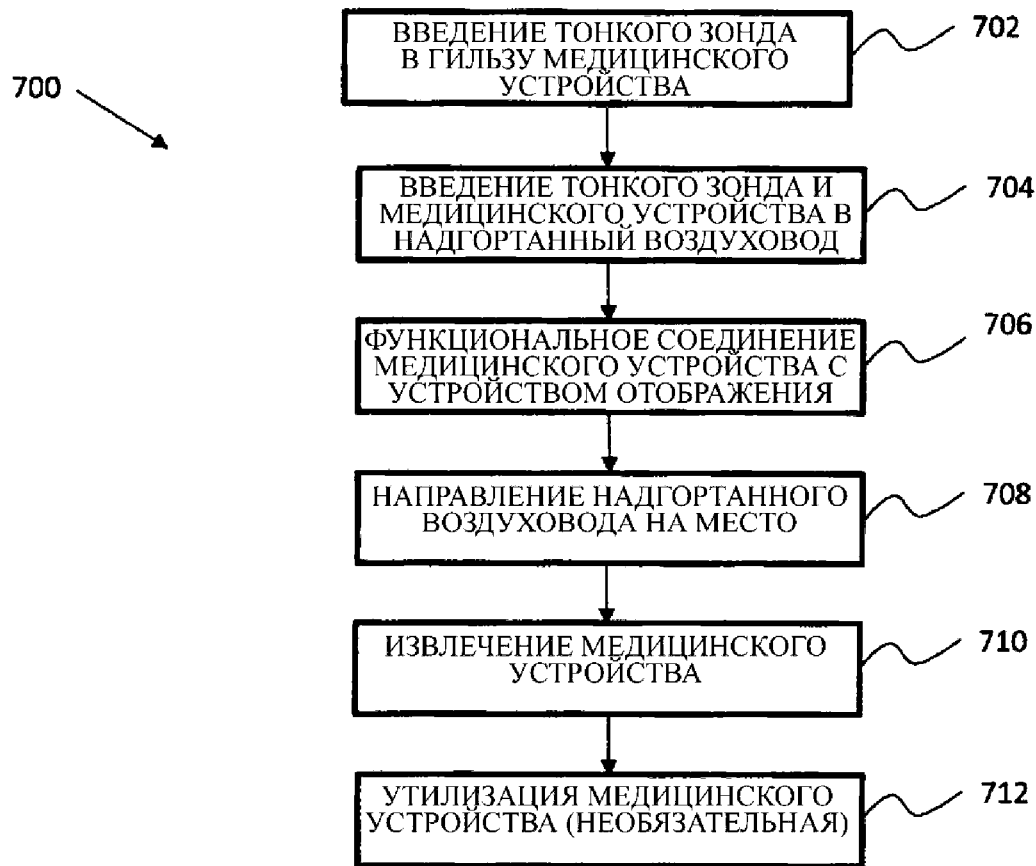 ВВЕДЕНИЕ ТОНКОГО ЗОНДА
В ГИЛЬЗУ МЕДИЦИНСКОГО
УСТРОЙСТВА
702
700
ВВЕДЕНИЕ ТОНКОГО ЗОНДА И
МЕДИЦИНСКОГО УСТРОЙСТВА В
НАДГОРТАННЫЙ ВОЗДУХОВОД
704
ФУНКЦИОНАЛЬНОЕ СОЕДИНЕНИЕ
МЕДИЦИНСКОГО УСТРОЙСТВА С
УСТРОЙСТВОМ ОТОБРАЖЕНИЯ
706
НАПРАВЛЕНИЕ НАДГОРТАННОГО
ВОЗДУХОВОДА НА МЕСТО
708
ИЗВЛЕЧЕНИЕ МЕДИЦИНСКОГО
УСТРОЙСТВА
710
УТИЛИЗАЦИЯ МЕДИЦИНСКОГО
УСТРОЙСТВА (НЕОБЯЗАТЕЛЬНАЯ)
712